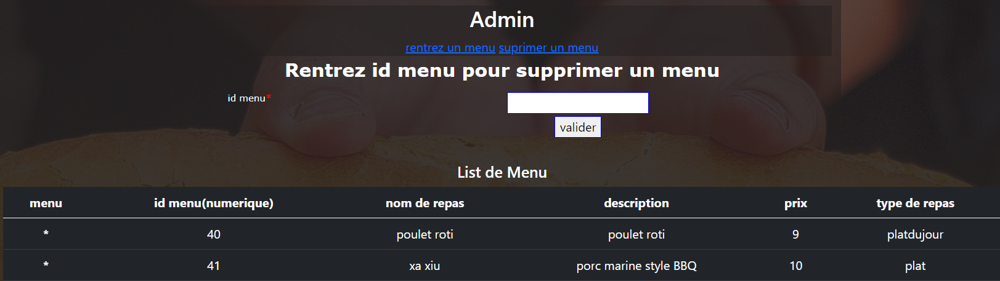 Admin
rentrez un menu suprimer un menu
Rentrez id menu pour supprimer un menu
id menu*
valider
List de Menu
menu id menu(numerique) nom de repas description prix type de repas
* 40 poulet roti poulet roti 9 platdujour
* 41 xa xiu porc marine style BBQ 10 plat